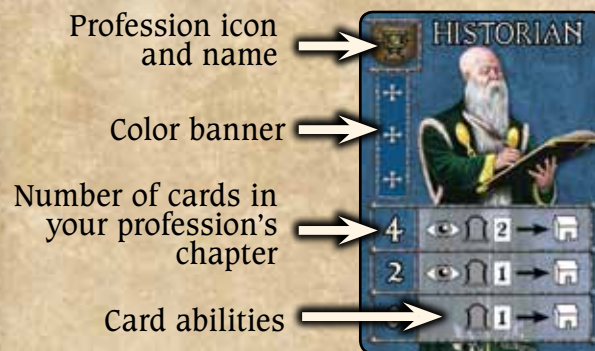 Profession icon
and name
HISTORIAN
Color banner
Number of cards in
your profession's
chapter
4 2
2 1
1
Card abilities